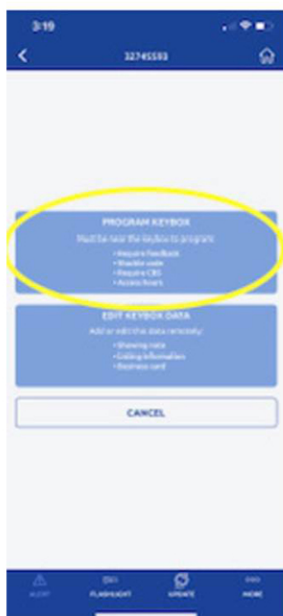 3:19
32745593
PROGRAM KEYBOX
Must be near the keybox to program:
• Require feedback
• Shackle code
• Require CBS
• Access hours
EDIT KEYBOX DATA
Add or edit this data remotely:
• Showing note
• Listing information
• Business card
CANCEL
ALERT
FLASHLIGHT
UPDATE
MORE